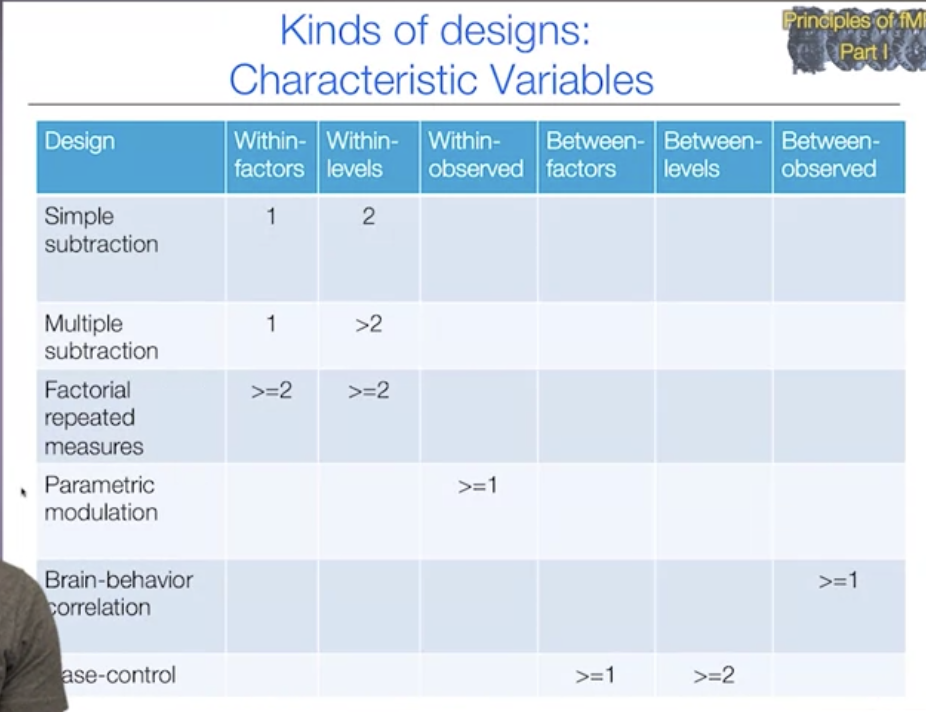 Kinds of designs:
Characteristic Variables
Principles of fM
Part I
Design Within-factors Within-levels Within-observed Between-factors Between-levels Between-observed
Simple subtraction 1 2
Multiple subtraction 1 >2
Factorial repeated measures >=2 >=2
Parametric modulation >=1
Brain-behavior correlation >=1
ase-control >=1 >=2